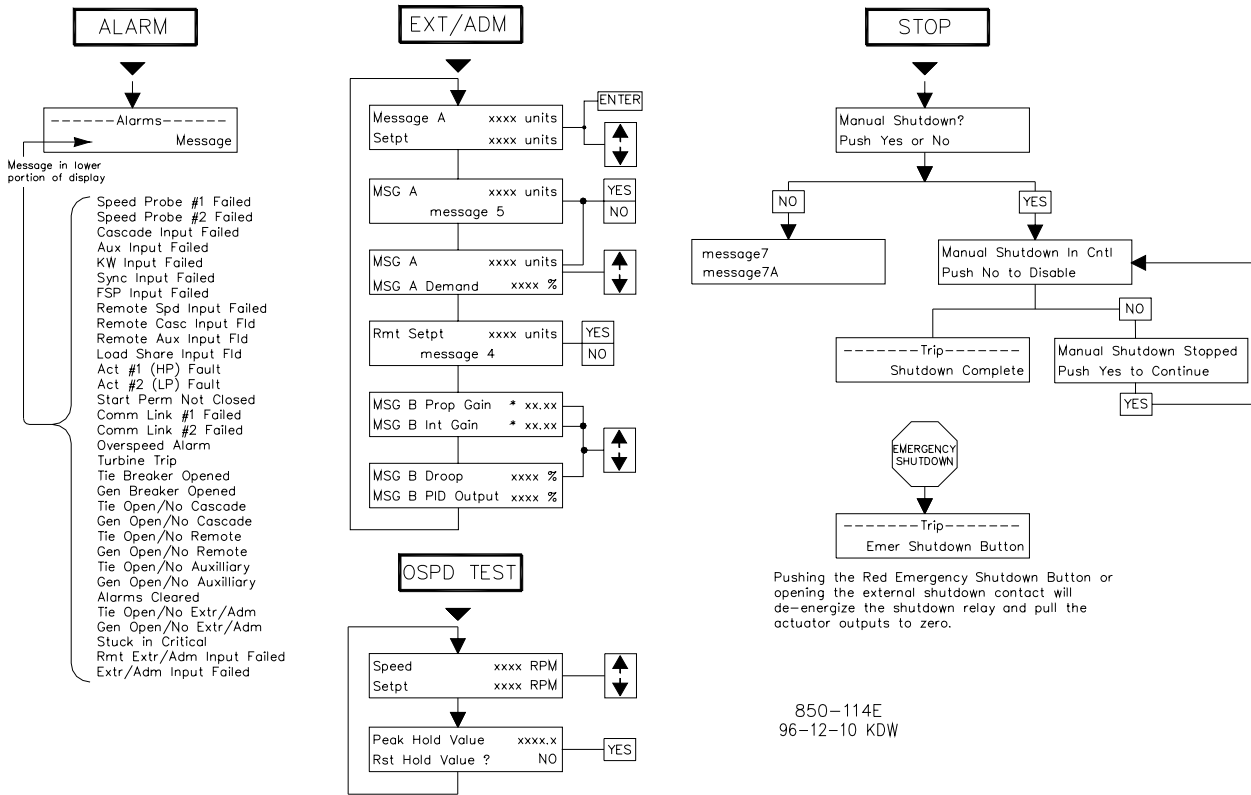 ALARM
------Alarms------
Message
Message in lower
portion of display
Speed Probe #1 Failed
Speed Probe #2 Failed
Cascade Input Failed
Aux Input Failed
KW Input Failed
Sync Input Failed
FSP Input Failed
Remote Spd Input Failed
Remote Casc Input Fld
Remote Aux Input Fld
Load Share Input Fld
Act #1 (HP) Fault
Act #2 (LP) Fault
Start Perm Not Closed
Comm Link #1 Failed
Comm Link #2 Failed
Overspeed Alarm
Turbine Trip
Tie Breaker Opened
Gen Breaker Opened
Tie Open/No Cascade
Gen Open/No Cascade
Tie Open/No Remote
Gen Open/No Remote
Tie Open/No Auxilliary
Gen Open/No Auxilliary
Alarms Cleared
Tie Open/No Extr/Adm
Gen Open/No Extr/Adm
Stuck in Critical
Rmt Extr/Adm Input Failed
Extr/Adm Input Failed
EXT/ADM
Message A xxxx units
Setpt xxxx units
ENTER
MSG A xxxx units
message 5
YES
NO
MSG A xxxx units
MSG A Demand xxxx %
Rmt Setpt xxxx units
message 4
YES
NO
MSG B Prop Gain * xx.xx
MSG B Int Gain * xx.xx
MSG B Droop xxxx %
MSG B PID Output xxxx %
OSPD TEST
Speed xxxx RPM
Setpt xxxx RPM
Peak Hold Value xxxx.x
Rst Hold Value ? NO
YES
STOP
Manual Shutdown?
Push Yes or No
NO
YES
message7
message7A
Manual Shutdown In Cntl
Push No to Disable
NO
--------Trip--------
Shutdown Complete
Manual Shutdown Stopped
Push Yes to Continue
YES
EMERGENCY
SHUTDOWN
--------Trip--------
Emer Shutdown Button
Pushing the Red Emergency Shutdown Button or
opening the external shutdown contact will
de-energize the shutdown relay and pull the
actuator outputs to zero.
850-114E
96-12-10 KDW